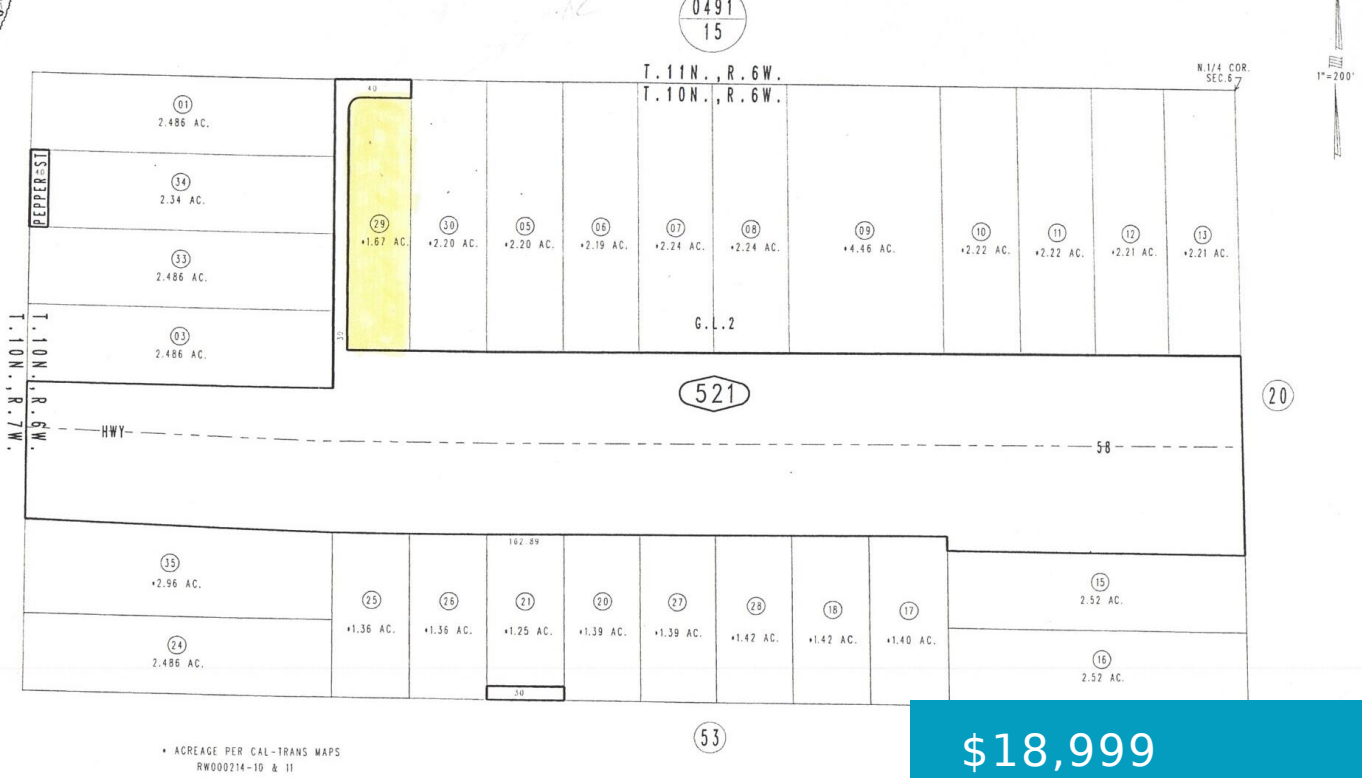 0491
15
T.11N.,R.6W.
T.10N.,R.6W.
N.1/4 COR.
SEC.6
1"=200'
40
01
2.486 AC.
PEPPER ST
40
34
2.34 AC.
33
2.486 AC.
03
2.486 AC.
29
*1.67 AC.
30
*2.20 AC.
05
*2.20 AC.
06
*2.19 AC.
07
*2.24 AC.
08
*2.24 AC.
09
*4.46 AC.
10
*2.22 AC.
11
*2.22 AC.
12
*2.21 AC.
13
*2.21 AC.
30
G.L.2
T.10N.,R.7W.
T.10N.,R.6W.
521
20
HWY
58
162.89
35
*2.96 AC.
24
2.486 AC.
25
*1.36 AC.
26
*1.36 AC.
21
*1.25 AC.
20
*1.39 AC.
27
*1.39 AC.
28
*1.42 AC.
18
*1.42 AC.
17
*1.40 AC.
15
2.52 AC.
16
2.52 AC.
30
53
* ACREAGE PER CAL-TRANS MAPS
RW000214-10 & 11
$18,999